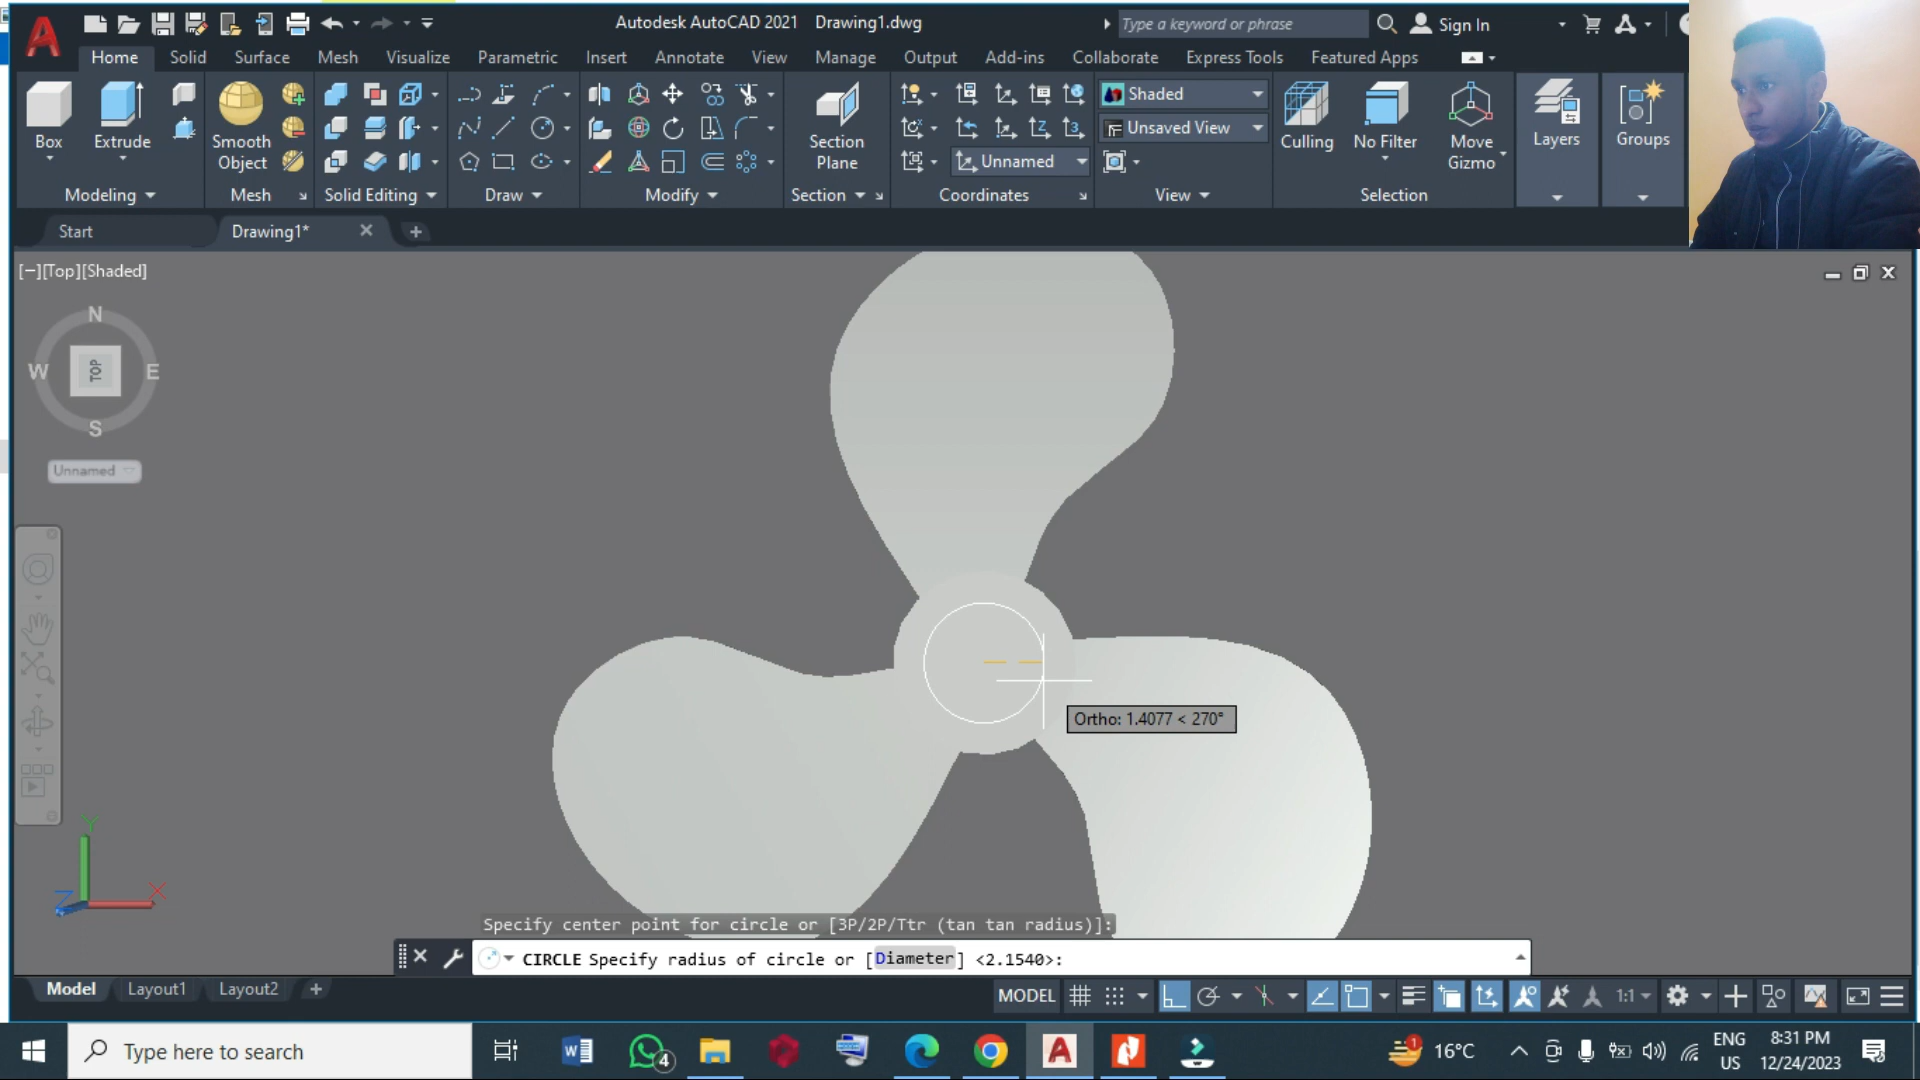 Autodesk AutoCAD 2021 Drawing1.dwg
Type a keyword or phrase
Sign In
Home Solid Surface Mesh Visualize Parametric Insert Annotate View Manage Output Add-ins Collaborate Express Tools Featured Apps
Box
Extrude
Smooth Object
Section Plane
Shaded
Unsaved View
Unnamed
Culling
No Filter
Move Gizmo
Layers
Groups
Modeling Mesh Solid Editing Draw Modify Section Coordinates View Selection
Start Drawing1*
[−][Top][Shaded]
N
W TOP E
S
Unnamed
Ortho: 1.4077 < 270°
Y
Z X
Specify center point for circle or [3P/2P/Ttr (tan tan radius)]:
CIRCLE Specify radius of circle or [Diameter] <2.1540>:
Model Layout1 Layout2
MODEL 1:1
Type here to search
4
1
16°C
ENG
US
8:31 PM
12/24/2023